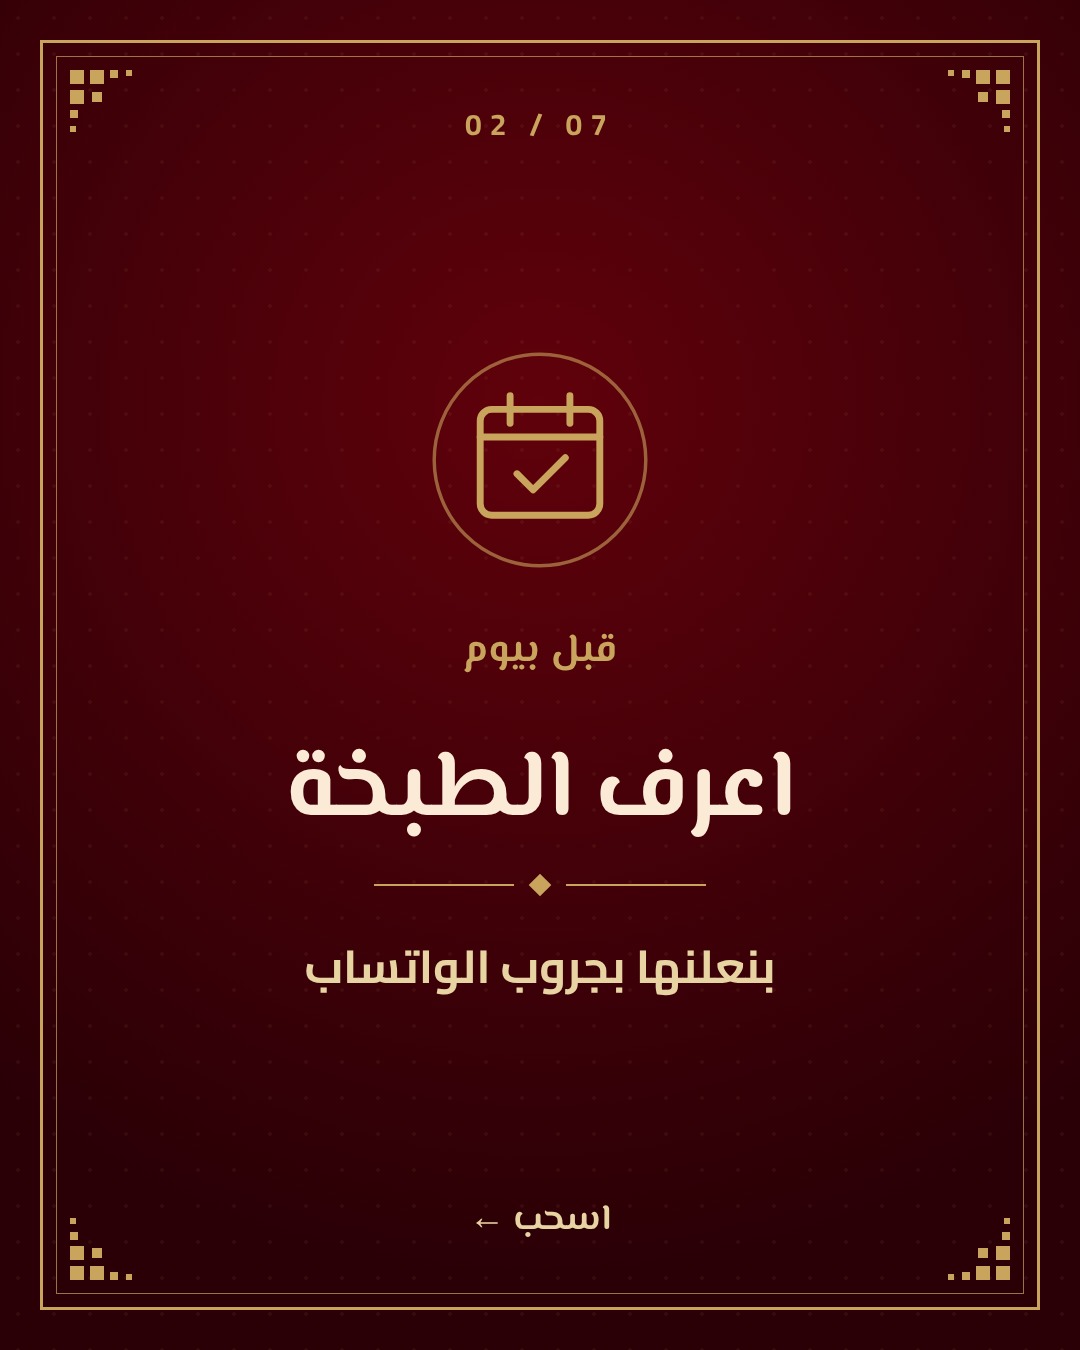 02 / 07
قبل بيوم
اعرف الطبخة
بنعلنها بجروب الواتساب
اسحب ←